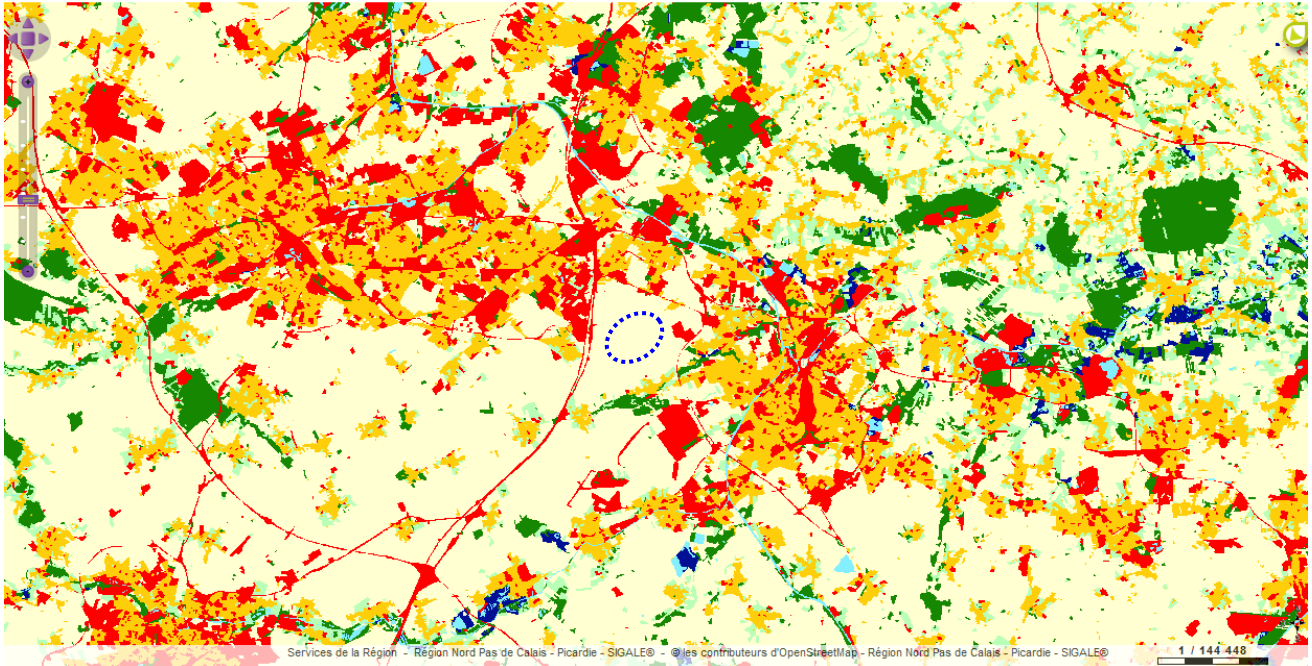 Services de la Région - Région Nord Pas de Calais - Picardie - SIGALE® - @ les contributeurs d'OpenStreetMap - Région Nord Pas de Calais - Picardie - SIGALE®
1 / 144 448